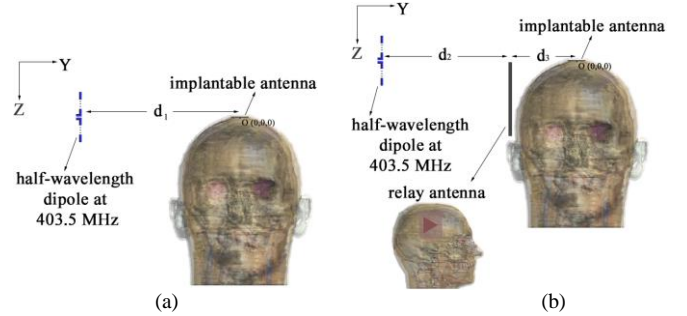 Y
Z
implantable antenna
d1
O (0,0,0)
half-wavelength
dipole at
403.5 MHz
(a)
Y
Z
implantable antenna
d2
d3
O (0,0,0)
half-wavelength
dipole at
403.5 MHz
relay antenna
(b)